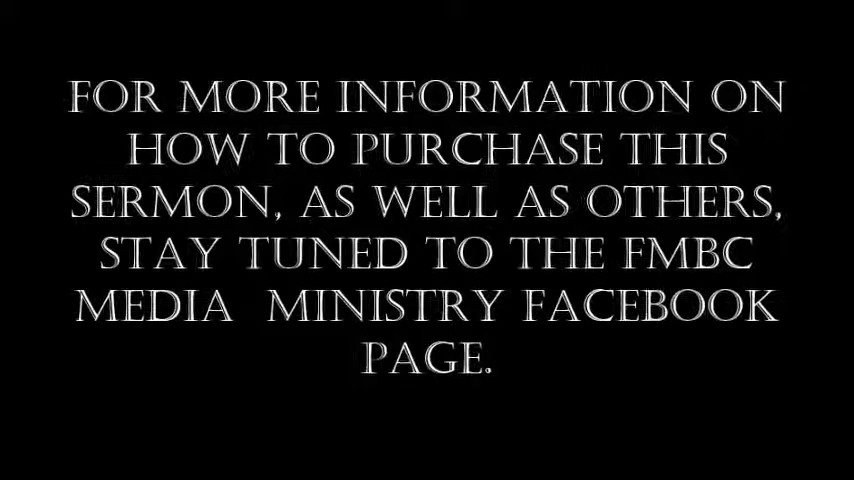 FOR MORE INFORMATION ON
HOW TO PURCHASE THIS
SERMON, AS WELL AS OTHERS,
STAY TUNED TO THE FMBC
MEDIA MINISTRY FACEBOOK
PAGE.